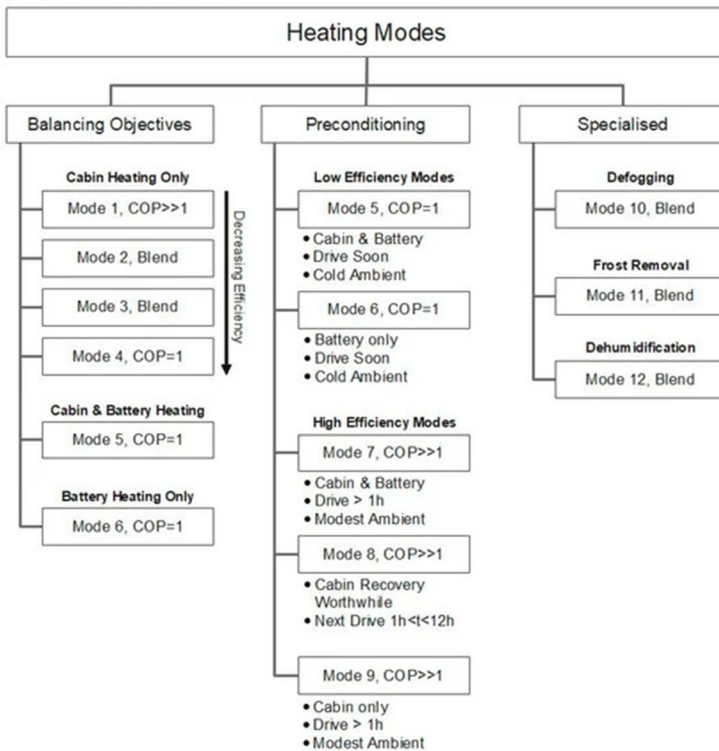 Heating Modes
Balancing Objectives
Cabin Heating Only
Mode 1, COP>>1
Mode 2, Blend
Mode 3, Blend
Mode 4, COP=1
Decreasing Efficiency
Cabin & Battery Heating
Mode 5, COP=1
Battery Heating Only
Mode 6, COP=1
Preconditioning
Low Efficiency Modes
Mode 5, COP=1
• Cabin & Battery
• Drive Soon
• Cold Ambient
Mode 6, COP=1
• Battery only
• Drive Soon
• Cold Ambient
High Efficiency Modes
Mode 7, COP>>1
• Cabin & Battery
• Drive > 1h
• Modest Ambient
Mode 8, COP>>1
• Cabin Recovery
Worthwhile
• Next Drive 1h<t<12h
Mode 9, COP>>1
• Cabin only
• Drive > 1h
• Modest Ambient
Specialised
Defogging
Mode 10, Blend
Frost Removal
Mode 11, Blend
Dehumidification
Mode 12, Blend